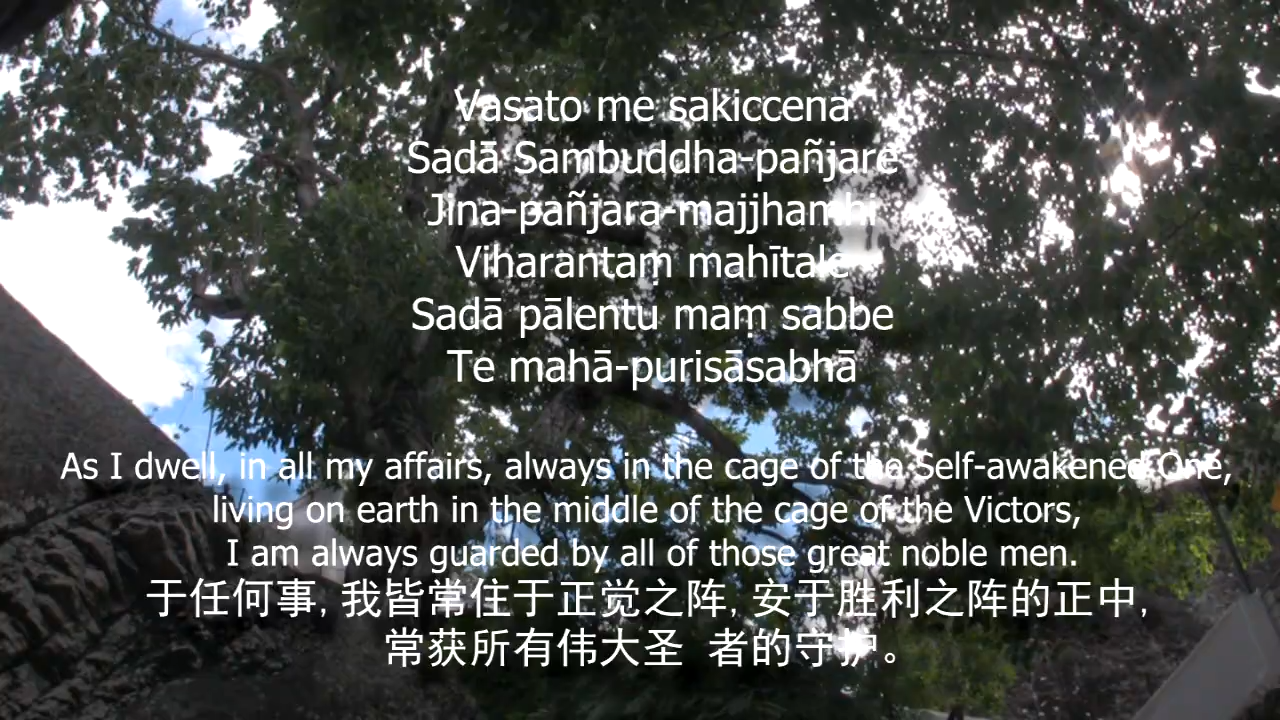 Vasato me sakiccena
Sadā Sambuddha-pañjare
Jina-pañjara-majjhamhi
Viharantaṃ mahītale
Sadā pālentu maṃ sabbe
Te mahā-purisāsabhā
As I dwell, in all my affairs, always in the cage of the Self-awakened One,
living on earth in the middle of the cage of the Victors,
I am always guarded by all of those great noble men.
于任何事,我皆常住于正觉之阵,安于胜利之阵的正中,
常获所有伟大圣 者的守护。